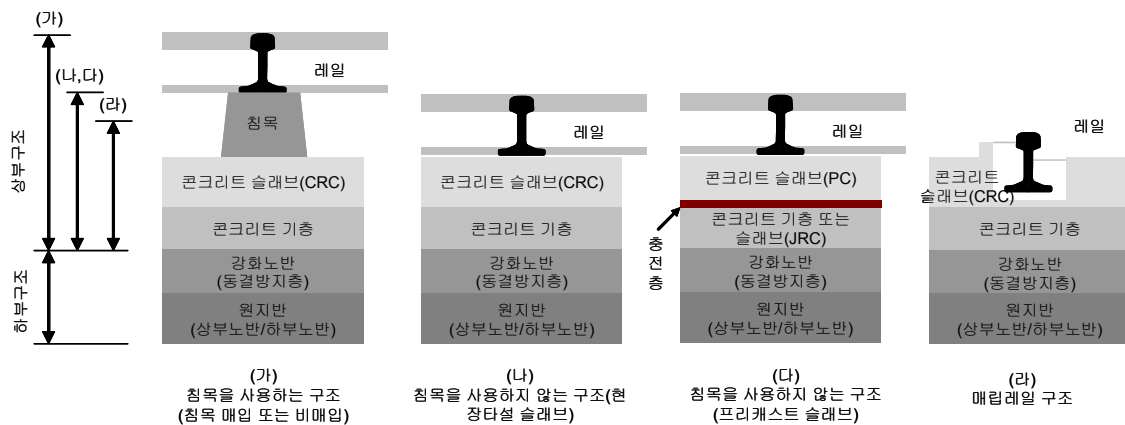 (가)
(나,다)
(라)
상부구조
하부구조
레일
침목
콘크리트 슬래브(CRC)
콘크리트 기층
강화노반
(동결방지층)
원지반
(상부노반/하부노반)
(가)
침목을 사용하는 구조
(침목 매입 또는 비매입)
레일
콘크리트 슬래브(CRC)
콘크리트 기층
강화노반
(동결방지층)
원지반
(상부노반/하부노반)
(나)
침목을 사용하지 않는 구조(현
장타설 슬래브)
레일
콘크리트 슬래브(PC)
충전층
콘크리트 기층 또는
슬래브(JRC)
강화노반
(동결방지층)
원지반
(상부노반/하부노반)
(다)
침목을 사용하지 않는 구조
(프리캐스트 슬래브)
레일
콘크리트
슬래브(CRC)
콘크리트 기층
강화노반
(동결방지층)
원지반
(상부노반/하부노반)
(라)
매립레일 구조